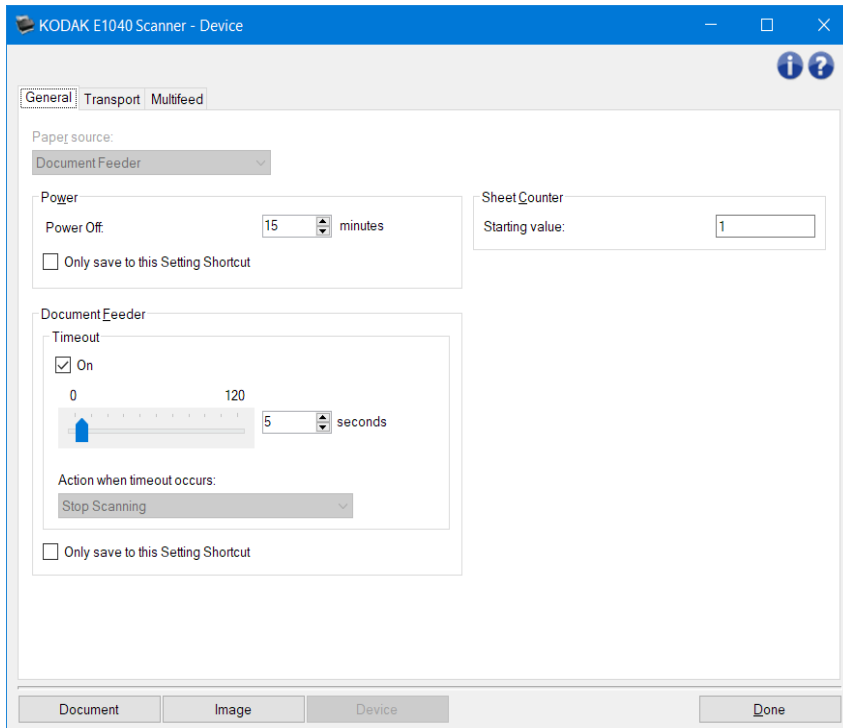 KODAK E1040 Scanner - Device
General Transport Multifeed
Paper source:
Document Feeder
Power
Power Off: 15 minutes
Only save to this Setting Shortcut
Sheet Counter
Starting value: 1
Document Feeder
Timeout
On
0 120
5 seconds
Action when timeout occurs:
Stop Scanning
Only save to this Setting Shortcut
Document Image Device Done